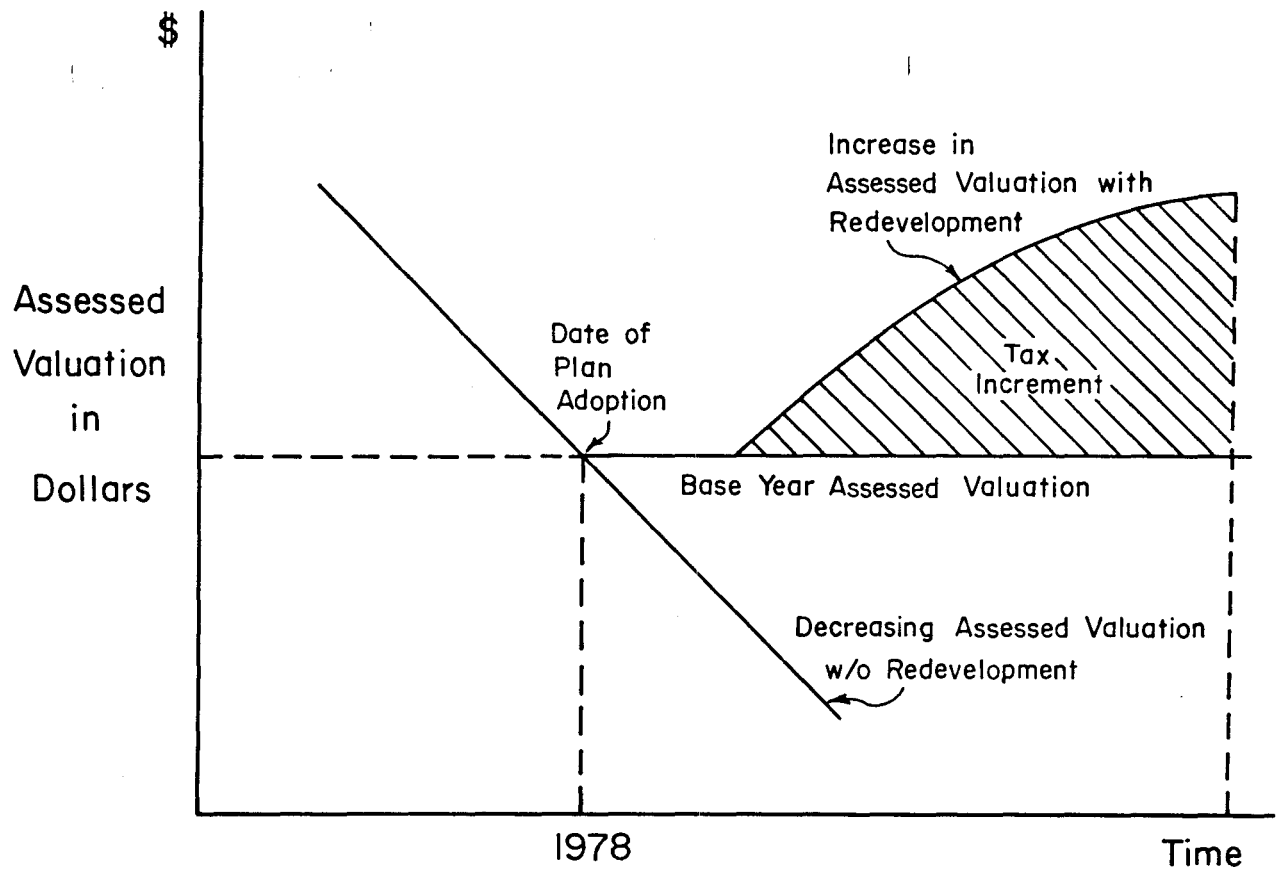 $
Increase in
Assessed Valuation with
Redevelopment
Assessed
Valuation
in
Dollars
Date of
Plan
Adoption
Tax
Increment
Base Year Assessed Valuation
Decreasing Assessed Valuation
w/o Redevelopment
1978
Time